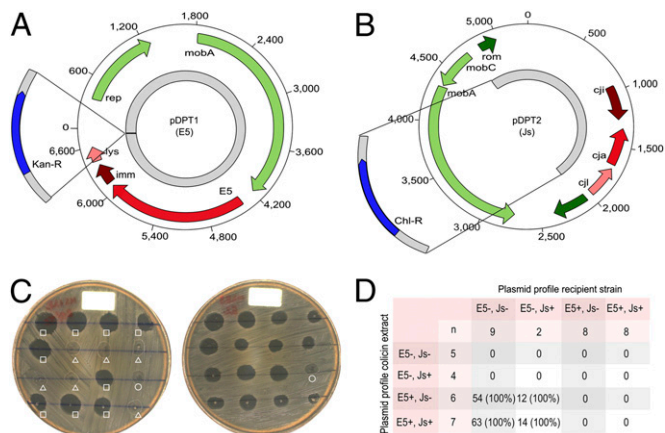 A
1,800
1,200
2,400
mobA
600
rep
3,000
pDPT1
(E5)
Kan-R
0
6,600
lys
3,600
imm
E5
6,000
4,200
5,400
4,800
B
0
5,000
rom
500
mobC
4,500
mobA
1,000
cji
pDPT2
(Js)
4,000
cja
1,500
cjl
3,500
2,000
Chl-R
3,000
2,500
C
D
Plasmid profile recipient strain
E5-, Js- E5-, Js+ E5+, Js- E5+, Js+
n 9 2 8 8
Plasmid profile colicin extract
E5-, Js- 5 0 0 0 0
E5-, Js+ 4 0 0 0 0
E5+, Js- 6 54 (100%) 12 (100%) 0 0
E5+, Js+ 7 63 (100%) 14 (100%) 0 0